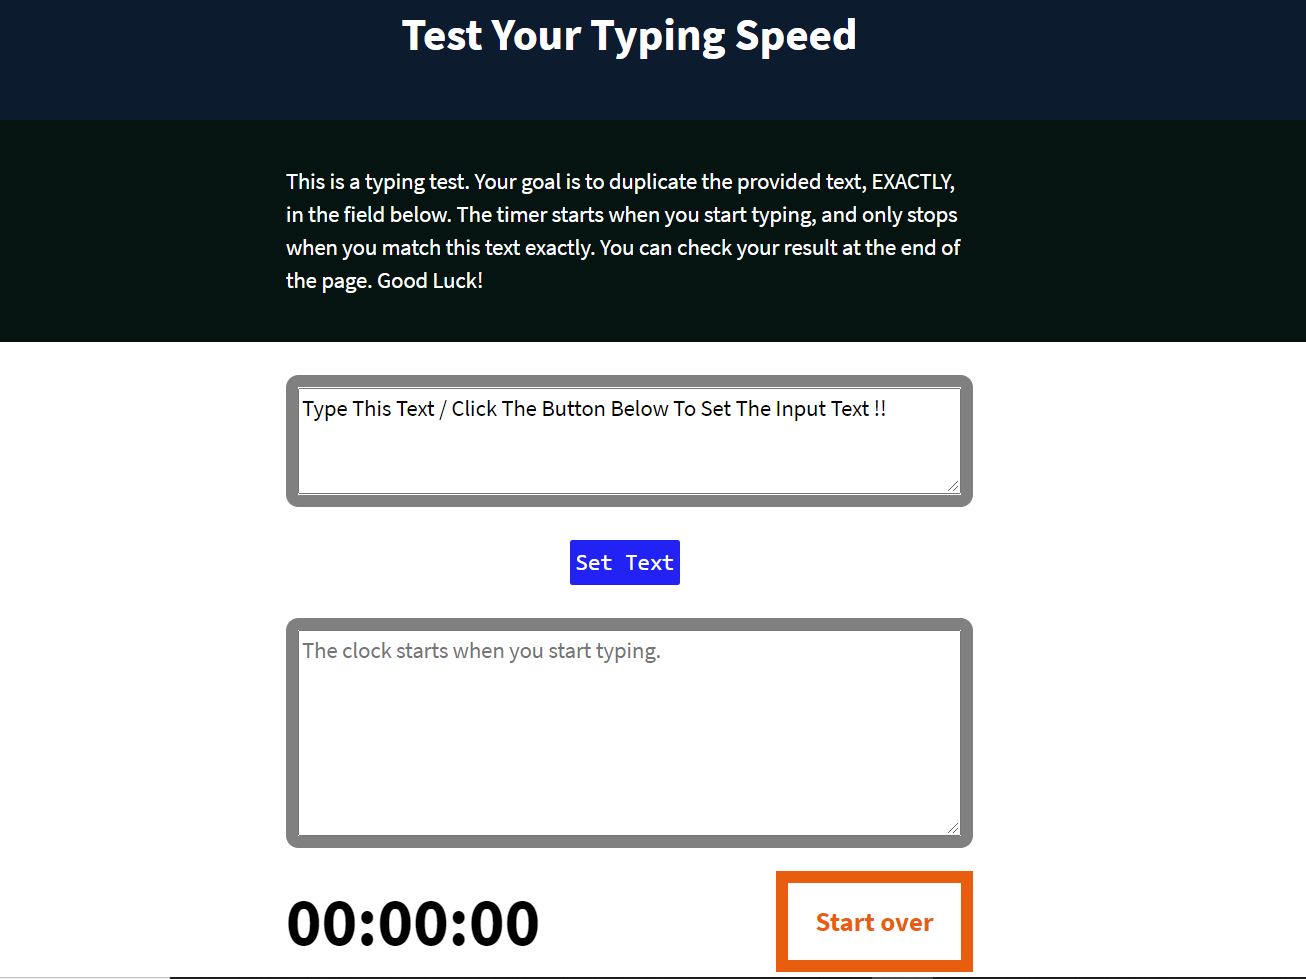 Test Your Typing Speed
This is a typing test. Your goal is to duplicate the provided text, EXACTLY,
in the field below. The timer starts when you start typing, and only stops
when you match this text exactly. You can check your result at the end of
the page. Good Luck!
Type This Text / Click The Button Below To Set The Input Text !!
Set Text
The clock starts when you start typing.
00:00:00
Start over